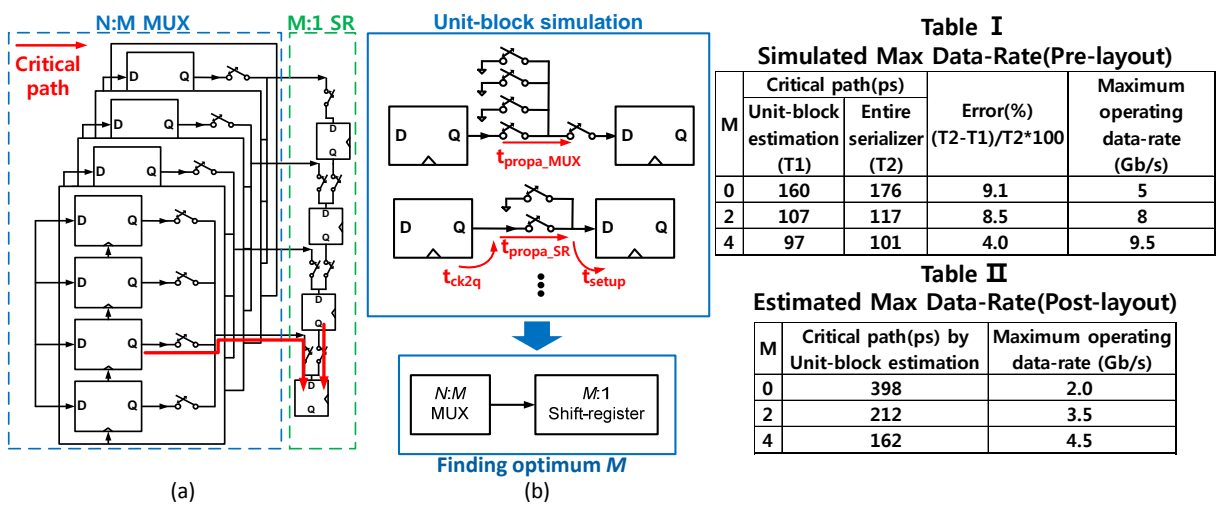 N:M MUX
M:1 SR
Critical
path
D
Q
D
Q
D
Q
D
Q
D
Q
D
Q
D
Q
D
Q
D
Q
D
Q
D
Q
(a)
Unit-block simulation
D
Q
D
Q
tpropa_MUX
D
Q
D
Q
tpropa_SR
tck2q
tsetup
N:M
MUX
M:1
Shift-register
Finding optimum M
(b)
Table Ⅰ
Simulated Max Data-Rate(Pre-layout)
M
Critical path(ps)
Unit-block
estimation
(T1)
Entire
serializer
(T2)
Error(%)
(T2-T1)/T2*100
Maximum
operating
data-rate
(Gb/s)
0 160 176 9.1 5
2 107 117 8.5 8
4 97 101 4.0 9.5
Table Ⅱ
Estimated Max Data-Rate(Post-layout)
M
Critical path(ps) by
Unit-block estimation
Maximum operating
data-rate (Gb/s)
0 398 2.0
2 212 3.5
4 162 4.5